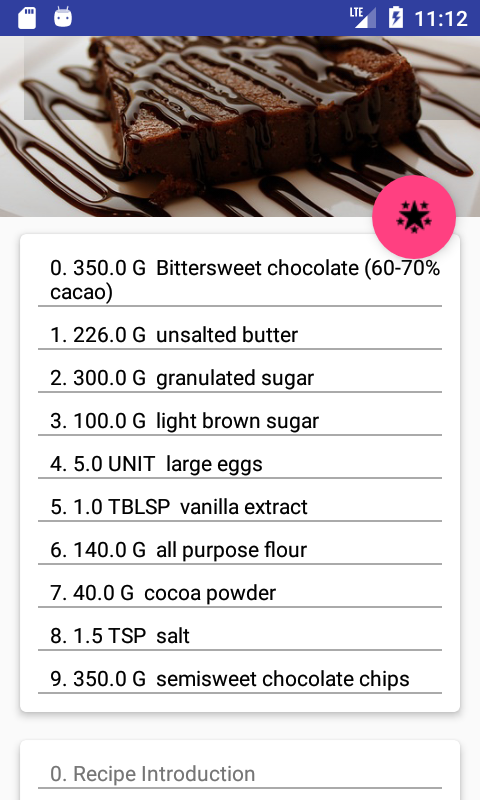 LTE 11:12
0. 350.0 G  Bittersweet chocolate (60-70%
cacao)
1. 226.0 G  unsalted butter
2. 300.0 G  granulated sugar
3. 100.0 G  light brown sugar
4. 5.0 UNIT  large eggs
5. 1.0 TBLSP  vanilla extract
6. 140.0 G  all purpose flour
7. 40.0 G  cocoa powder
8. 1.5 TSP  salt
9. 350.0 G  semisweet chocolate chips
0. Recipe Introduction